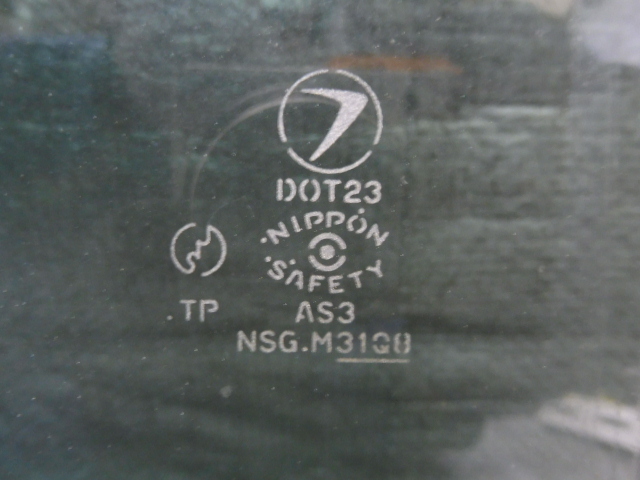 DOT23
·NIPPON
·SAFETY·
.TP
AS3
NSG.M31Q8